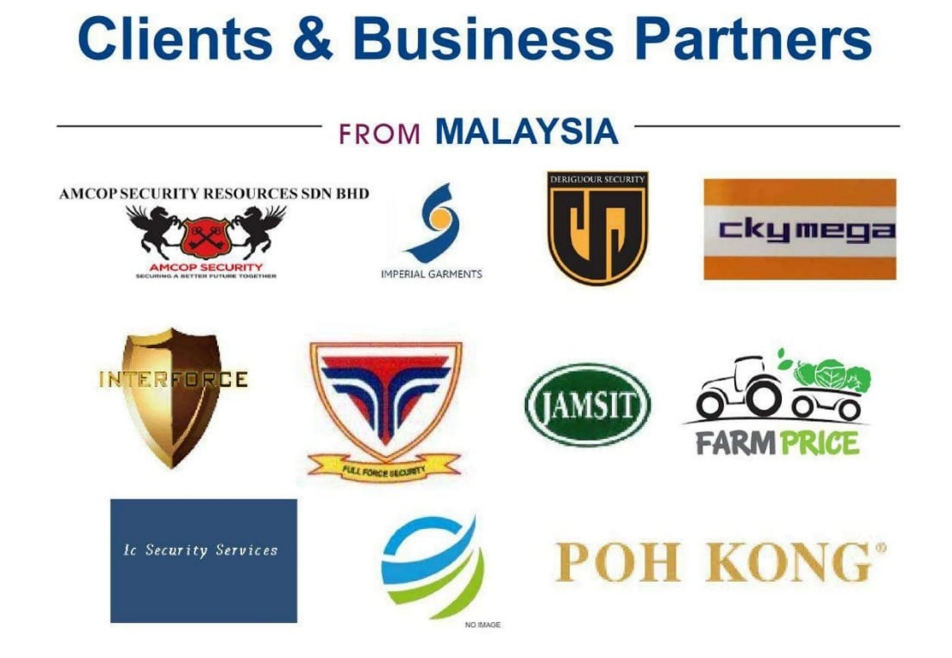 Clients & Business Partners
FROM MALAYSIA
AMCOP SECURITY RESOURCES SDN BHD
AMCOP SECURITY
SECURING A BETTER FUTURE TOGETHER
IMPERIAL GARMENTS
DERIGUOUR SECURITY
ckymega
INTERFORCE
FULL FORCE SECURITY
JAMSIT
FARM PRICE
Ic Security Services
NO IMAGE
POH KONG®